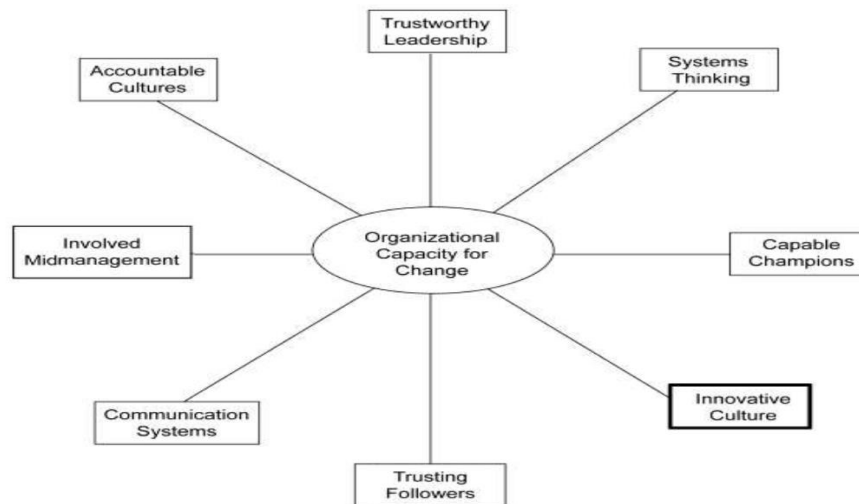 Trustworthy
Leadership
Accountable
Cultures
Systems
Thinking
Involved
Midmanagement
Organizational
Capacity for
Change
Capable
Champions
Communication
Systems
Innovative
Culture
Trusting
Followers